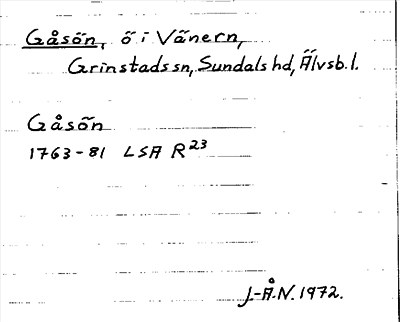 Gåsön, ö i Vänern,
Grinstads sn, Sundals hd, Älvsb. l.
Gåsön
1763-81 LSA R23
J-Å.N. 1972.